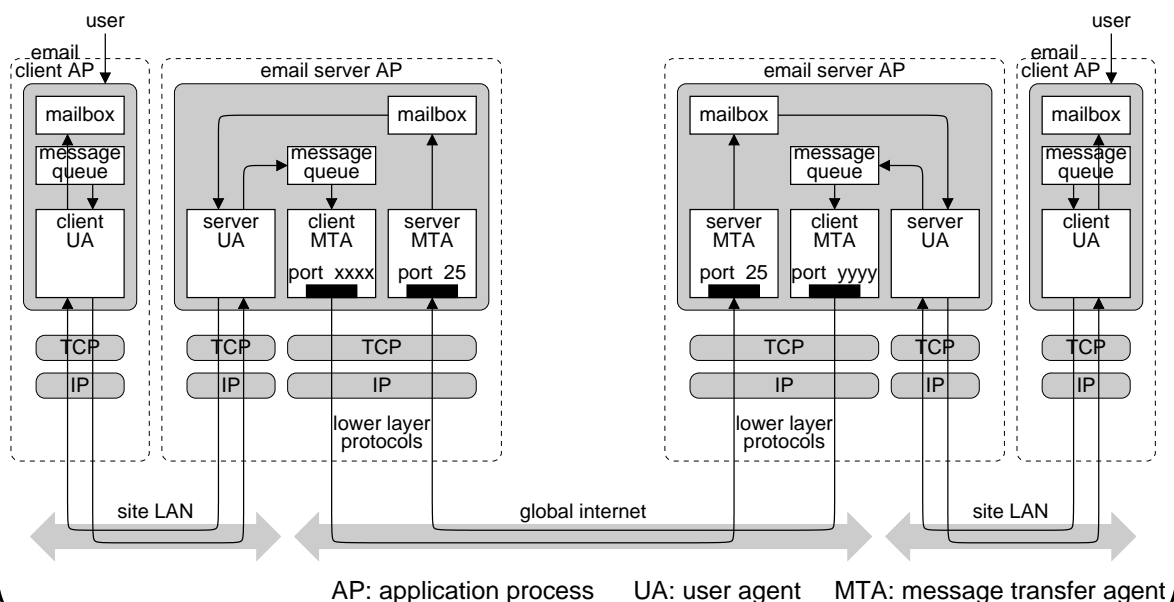 user
user
email
client AP
email server AP
email server AP
email
client AP
mailbox
mailbox
mailbox
mailbox
message
queue
message
queue
message
queue
message
queue
client
UA
server
UA
client
MTA
server
MTA
server
MTA
client
MTA
server
UA
client
UA
port xxxx
port 25
port 25
port yyyy
TCP
TCP
TCP
TCP
TCP
TCP
IP
IP
IP
IP
IP
IP
lower layer
protocols
lower layer
protocols
site LAN
global internet
site LAN
AP: application process UA: user agent MTA: message transfer agent